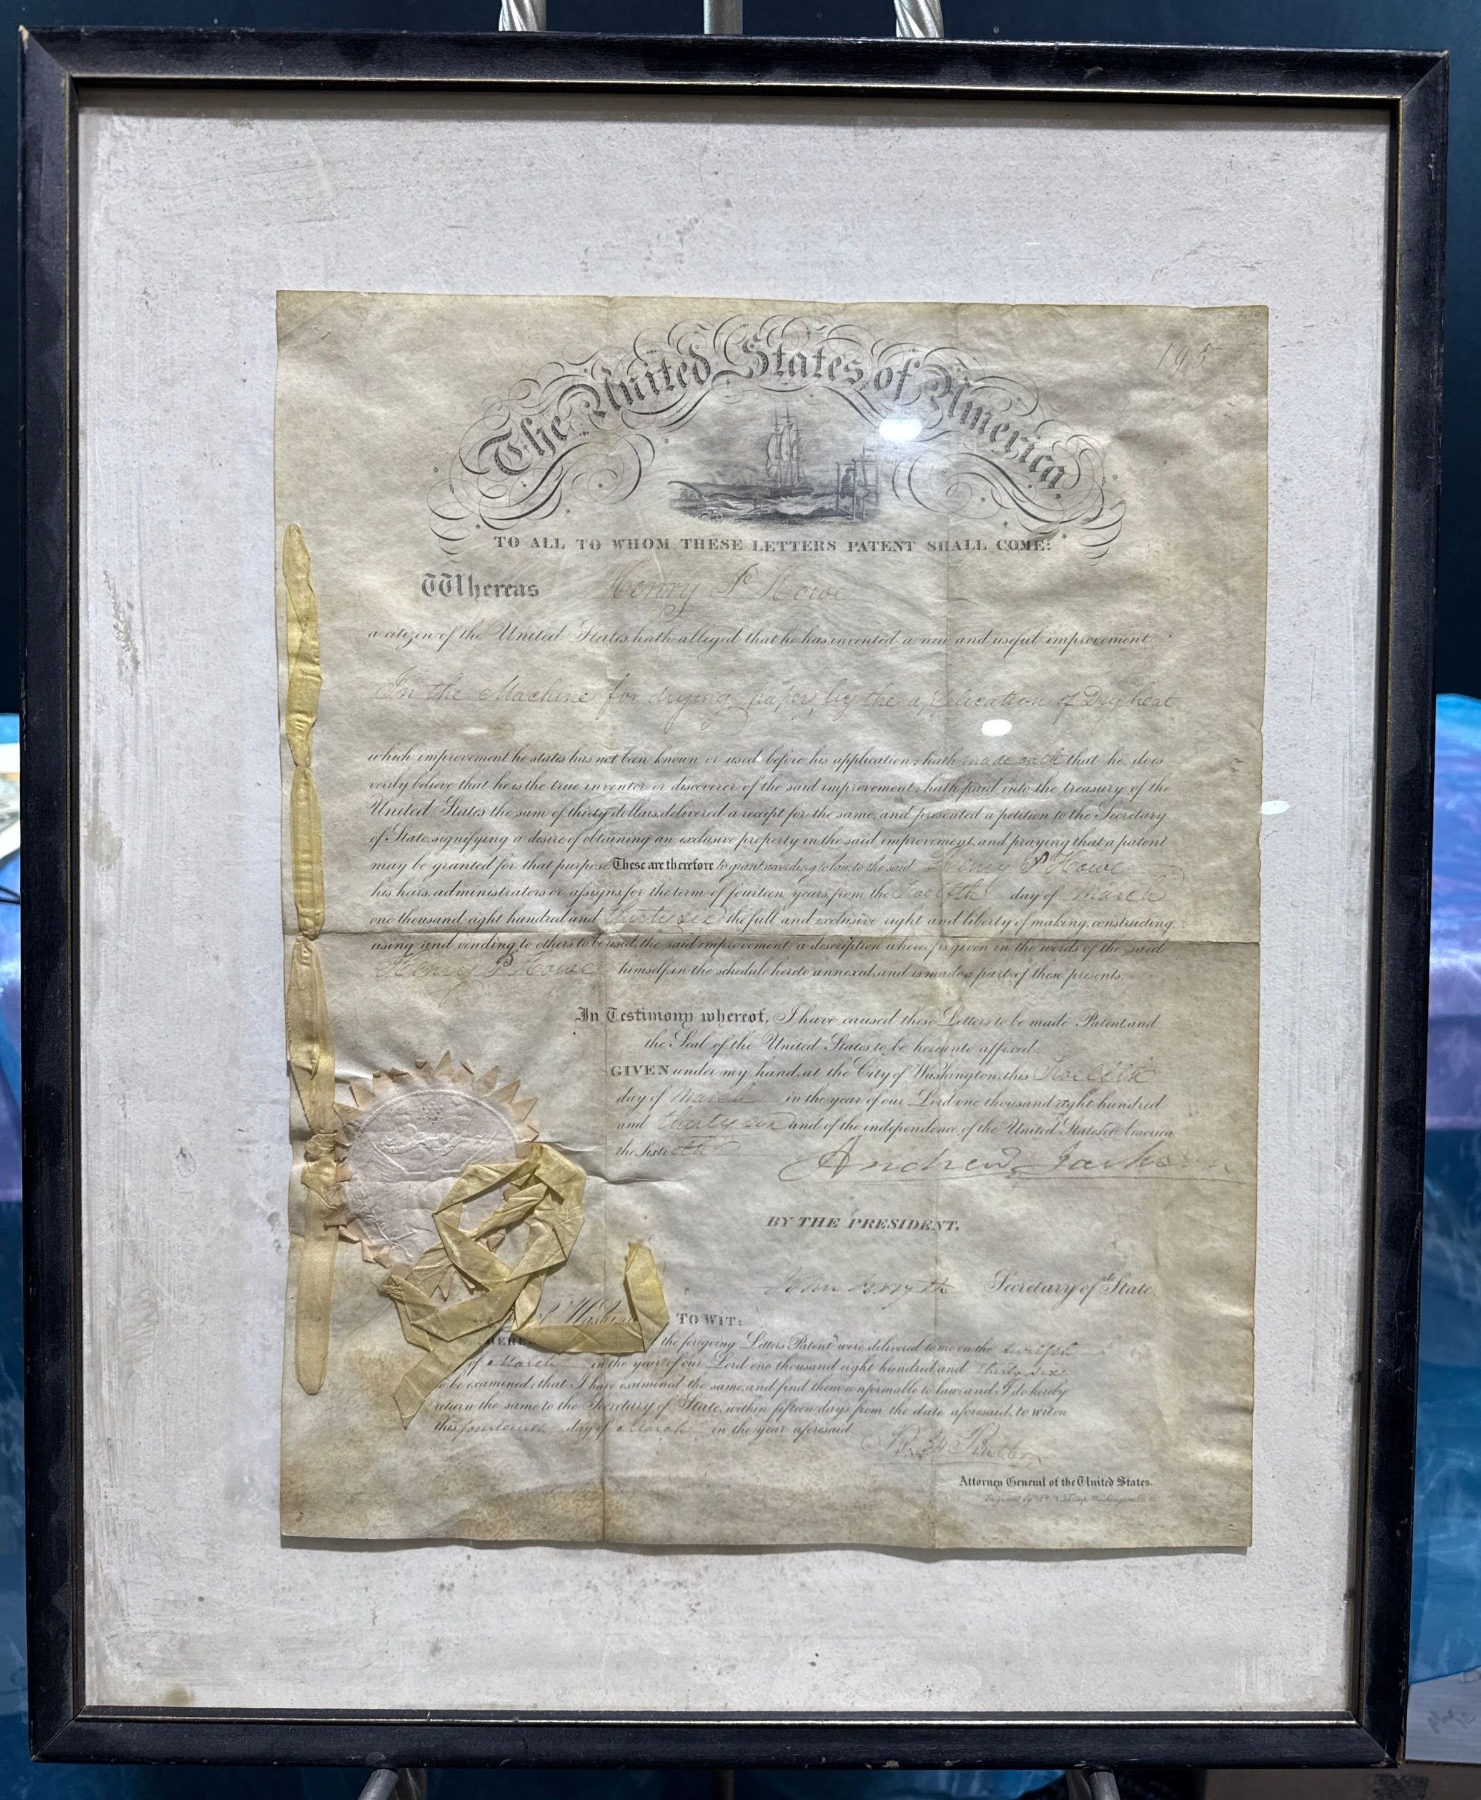 The United States of America
TO ALL TO WHOM THESE LETTERS PATENT SHALL COME:
Whereas Henry P Howe
a citizen of the United States, hath alleged that he has invented a new and useful improvement
In the Machine for drying paper, by the application of Dry heat
which improvement he states has not been known or used before his application; hath made oath that he does
verily believe that he is the true inventor or discoverer of the said improvement; hath paid into the treasury of the
United States the sum of thirty dollars, delivered a receipt for the same, and presented a petition to the Secretary
of State, signifying a desire of obtaining an exclusive property in the said improvement, and praying that a patent
may be granted for that purpose. These are therefore to grant according to law, to the said Henry P Howe
his heirs, administrators or assigns, for the term of fourteen years, from the Twelfth day of March
one thousand eight hundred and thirty six the full and exclusive right and liberty of making, constructing,
using and vending to others to be used, the said improvement, a description whereof is given in the words of the said
Henry P Howe himself, in the schedule hereto annexed, and is made a part of these presents.
In Testimony whereof, I have caused these Letters to be made Patent, and
the Seal of the United States to be hereunto affixed.
GIVEN under my hand, at the City of Washington, this Twelfth
day of March in the year of our Lord one thousand eight hundred
and thirty six and of the independence of the United States of America
the Sixtieth
Andrew Jackson
BY THE PRESIDENT.
John Forsyth Secretary of State.
of Washing TO WIT:
the foregoing Letters Patent were delivered to me on the twelfth
of March in the year of our Lord one thousand eight hundred and thirty six
to be examined; that I have examined the same, and find them conformable to law; and I do hereby
return the same to the Secretary of State, within fifteen days from the date aforesaid, to wit: on
this fourteenth day of March in the year aforesaid.
Attorney General of the United States.